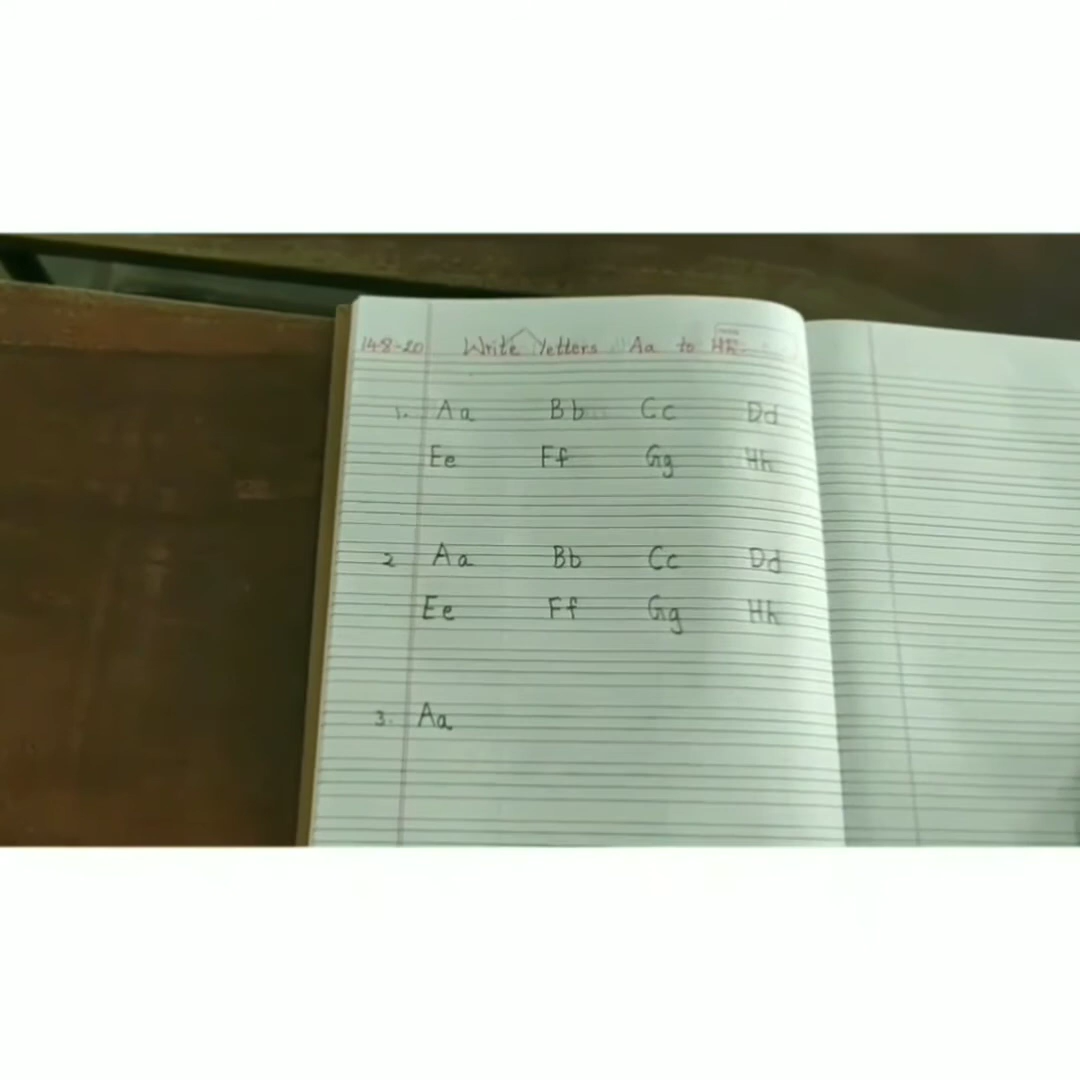 14-8-20 Write letters Aa to Hh.
1. Aa Bb Cc Dd
Ee Ff Gg Hh
2 Aa Bb Cc Dd
Ee Ff Gg Hh
3. Aa